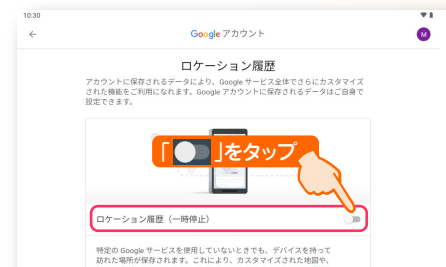 10:30
Google アカウント
M
ロケーション履歴
アカウントに保存されるデータにより、Google サービス全体でさらにカスタマイズ
された機能をご利用になれます。Google アカウントに保存されるデータはご自身で
設定できます。
「 」をタップ
ロケーション履歴（一時停止）
特定の Google サービスを使用していないときでも、デバイスを持って
訪れた場所が保存されます。これにより、カスタマイズされた地図や、